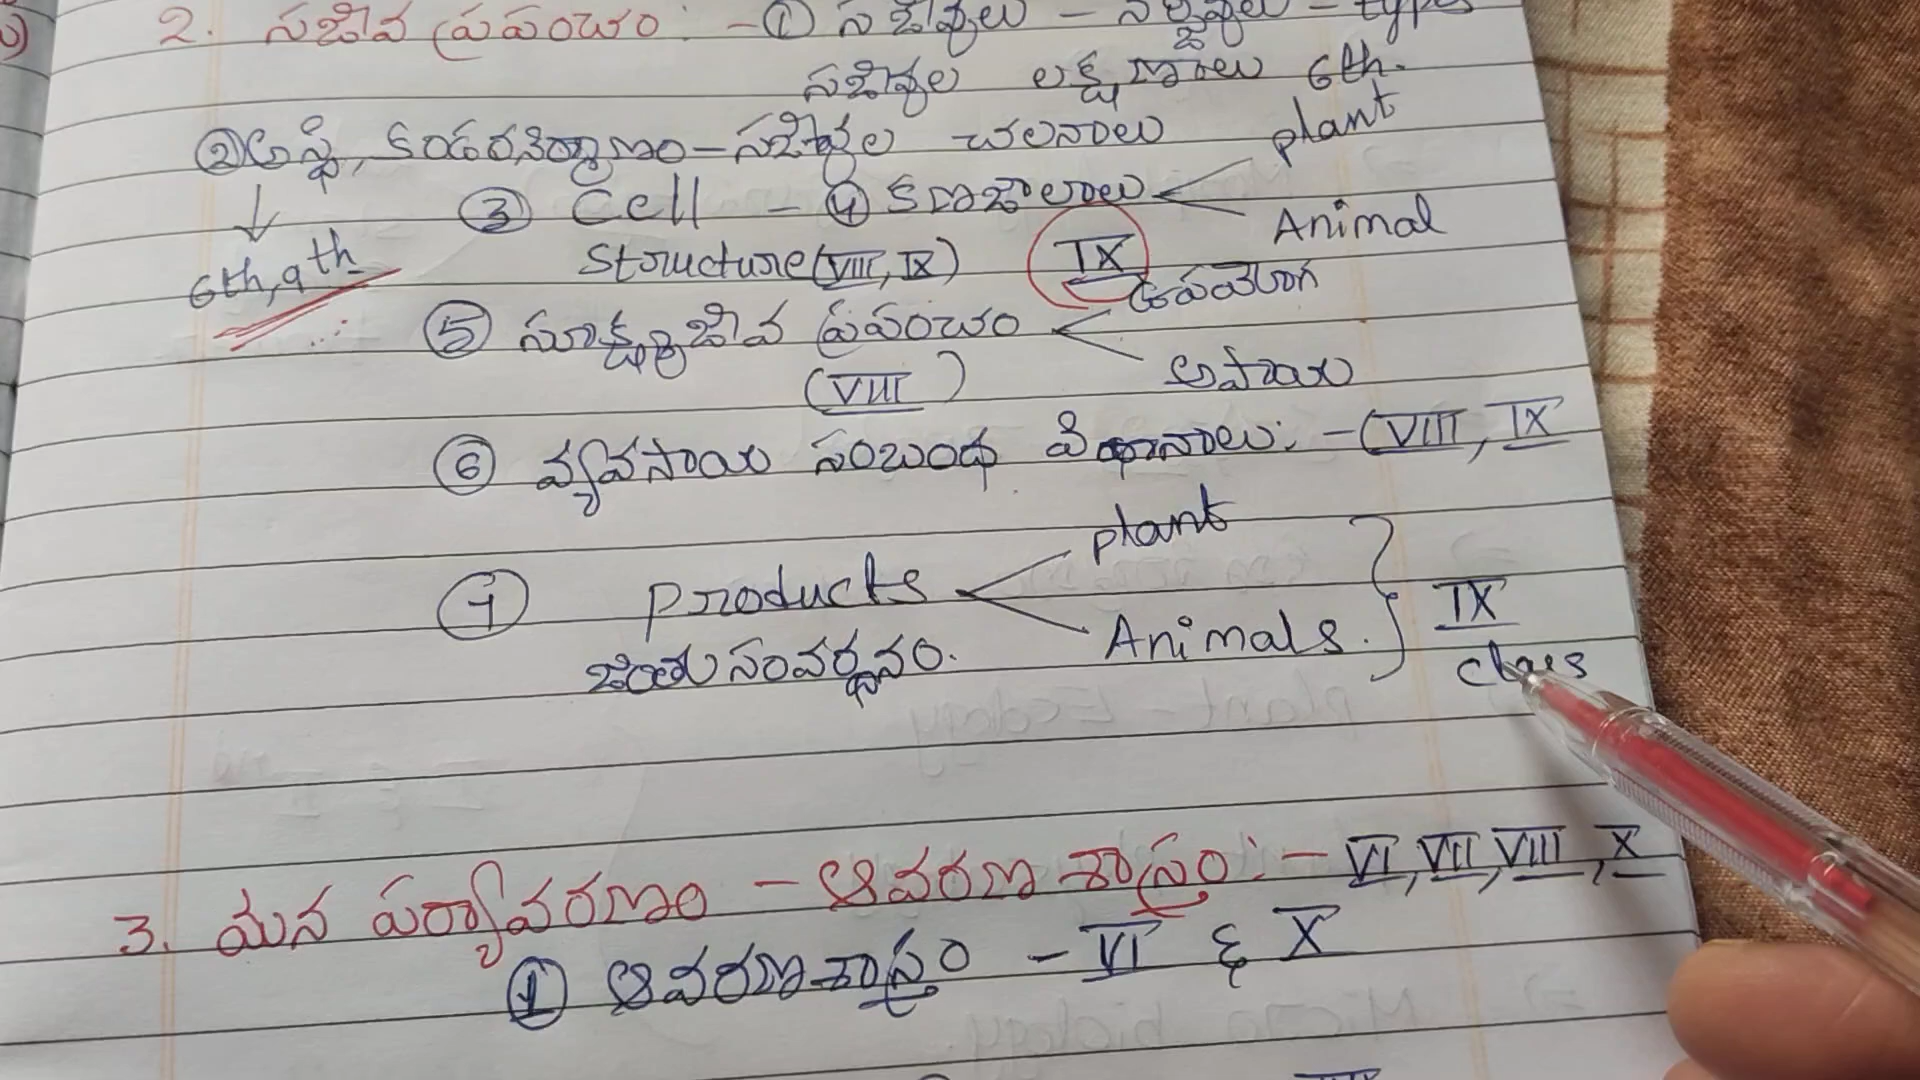 2. సజీవ ప్రపంచం : - ① సజీవులు - నిర్జీవులు - types
సజీవుల లక్షణాలు 6th.
② అస్థి, కండర నిర్మాణం - సజీవుల చలనాలు plant
↓ ③ Cell - ④ కణజాలాలు Animal
6th, 9th Structure (VIII, IX) IX
⑤ సూక్ష్మజీవ ప్రపంచం ఉపయోగ
(VIII) అపాయ
⑥ వ్యవసాయ సంబంధ విధానాలు: - (VIII, IX
⑦ products plant
జంతు సంవర్ధనం. Animals. IX
class
3. మన పర్యావరణం - ఆవరణ శాస్త్రం: - VI, VII, VIII, X
① ఆవరణ శాస్త్రం - VI & X